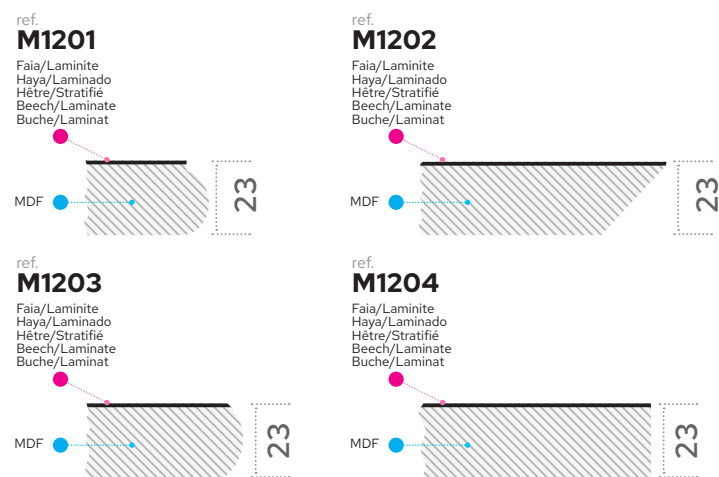 ref.
M1201
Faia/Laminite
Haya/Laminado
Hêtre/Stratifié
Beech/Laminate
Buche/Laminat
MDF
23
ref.
M1202
Faia/Laminite
Haya/Laminado
Hêtre/Stratifié
Beech/Laminate
Buche/Laminat
MDF
23
ref.
M1203
Faia/Laminite
Haya/Laminado
Hêtre/Stratifié
Beech/Laminate
Buche/Laminat
MDF
23
ref.
M1204
Faia/Laminite
Haya/Laminado
Hêtre/Stratifié
Beech/Laminate
Buche/Laminat
MDF
23